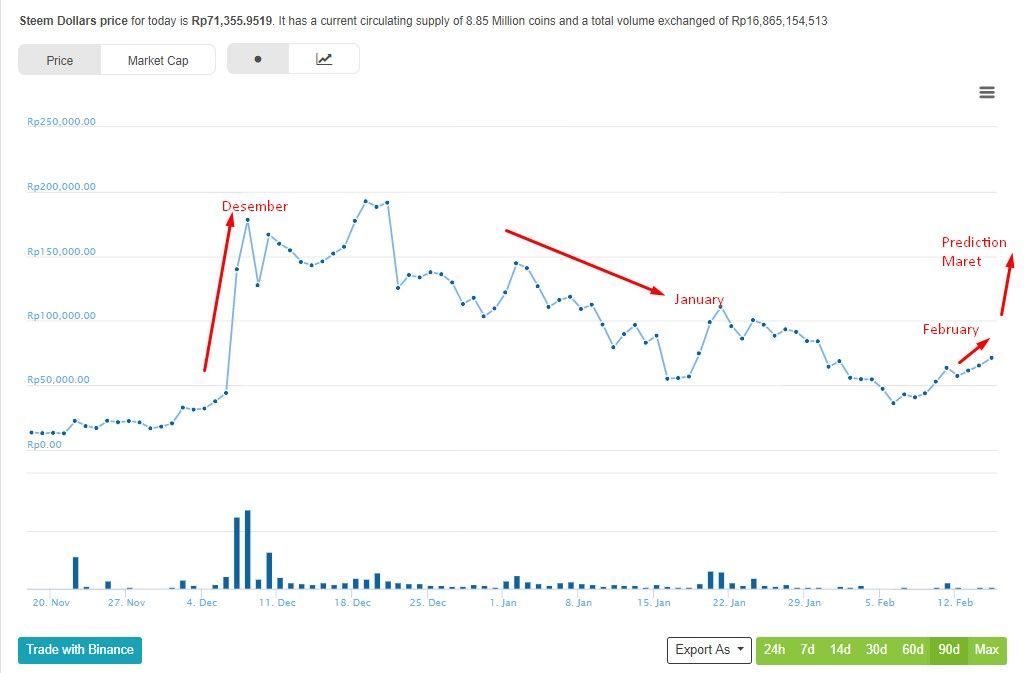 Steem Dollars price for today is Rp71,355.9519. It has a current circulating supply of 8.85 Million coins and a total volume exchanged of Rp16,865,154,513
Price Market Cap
Rp250,000.00
Rp200,000.00
Desember
Rp150,000.00
Prediction
Maret
January
Rp100,000.00
February
Rp50,000.00
Rp0.00
20. Nov 27. Nov 4. Dec 11. Dec 18. Dec 25. Dec 1. Jan 8. Jan 15. Jan 22. Jan 29. Jan 5. Feb 12. Feb
Trade with Binance Export As 24h 7d 14d 30d 60d 90d Max